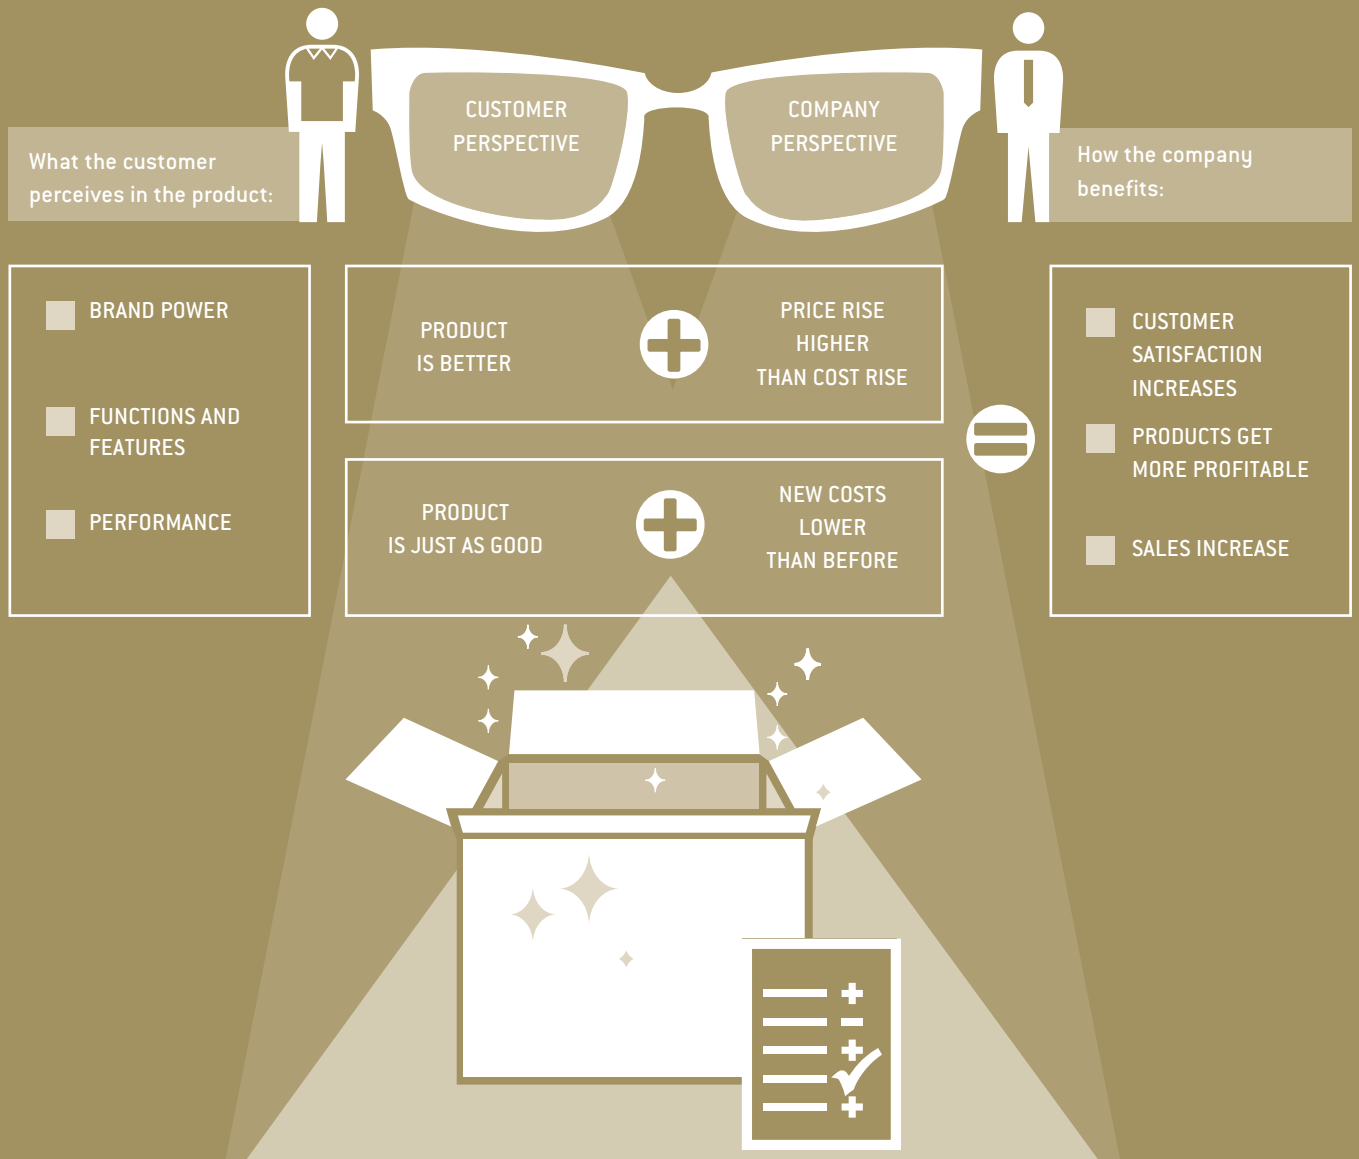 CUSTOMER
PERSPECTIVE
COMPANY
PERSPECTIVE
What the customer
perceives in the product:
How the company
benefits:
BRAND POWER
FUNCTIONS AND
FEATURES
PERFORMANCE
PRODUCT
IS BETTER
PRICE RISE
HIGHER
THAN COST RISE
PRODUCT
IS JUST AS GOOD
NEW COSTS
LOWER
THAN BEFORE
CUSTOMER
SATISFACTION
INCREASES
PRODUCTS GET
MORE PROFITABLE
SALES INCREASE